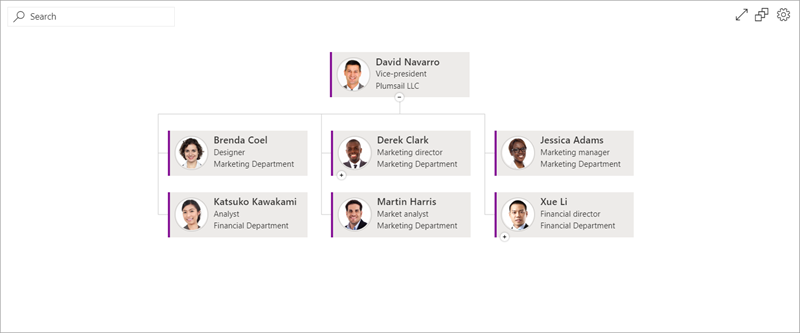 Search
David Navarro
Vice-president
Plumsail LLC
Brenda Coel
Designer
Marketing Department
Derek Clark
Marketing director
Marketing Department
Jessica Adams
Marketing manager
Marketing Department
Katsuko Kawakami
Analyst
Financial Department
Martin Harris
Market analyst
Marketing Department
Xue Li
Financial director
Financial Department